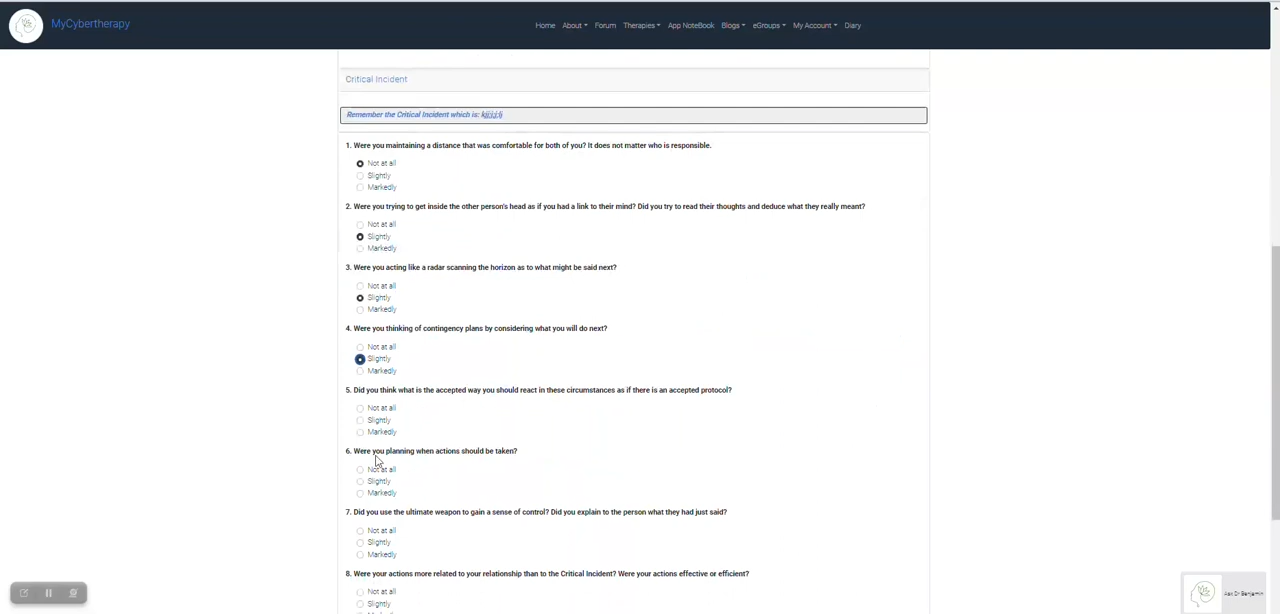 MyCybertherapy
Home About Forum Therapies App NoteBook Blogs eGroups My Account Diary
Critical Incident
Remember the Critical Incident which is: kjj;j;j;lj
1. Were you maintaining a distance that was comfortable for both of you? It does not matter who is responsible.
Not at all
Slightly
Markedly
2. Were you trying to get inside the other person's head as if you had a link to their mind? Did you try to read their thoughts and deduce what they really meant?
Not at all
Slightly
Markedly
3. Were you acting like a radar scanning the horizon as to what might be said next?
Not at all
Slightly
Markedly
4. Were you thinking of contingency plans by considering what you will do next?
Not at all
Slightly
Markedly
5. Did you think what is the accepted way you should react in these circumstances as if there is an accepted protocol?
Not at all
Slightly
Markedly
6. Were you planning when actions should be taken?
Not at all
Slightly
Markedly
7. Did you use the ultimate weapon to gain a sense of control? Did you explain to the person what they had just said?
Not at all
Slightly
Markedly
8. Were your actions more related to your relationship than to the Critical Incident? Were your actions effective or efficient?
Not at all
Slightly
Markedly
Ask Dr Benjamin